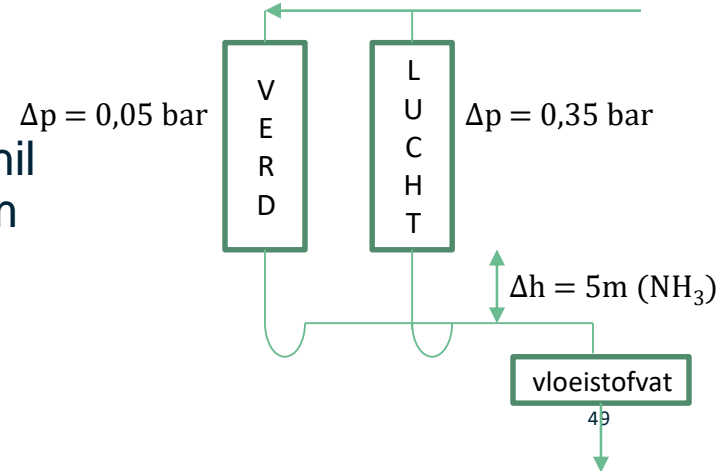 Δp = 0,05 bar
V
E
R
D
L
U
C
H
T
Δp = 0,35 bar
Δh = 5m (NH₃)
vloeistofvat
49